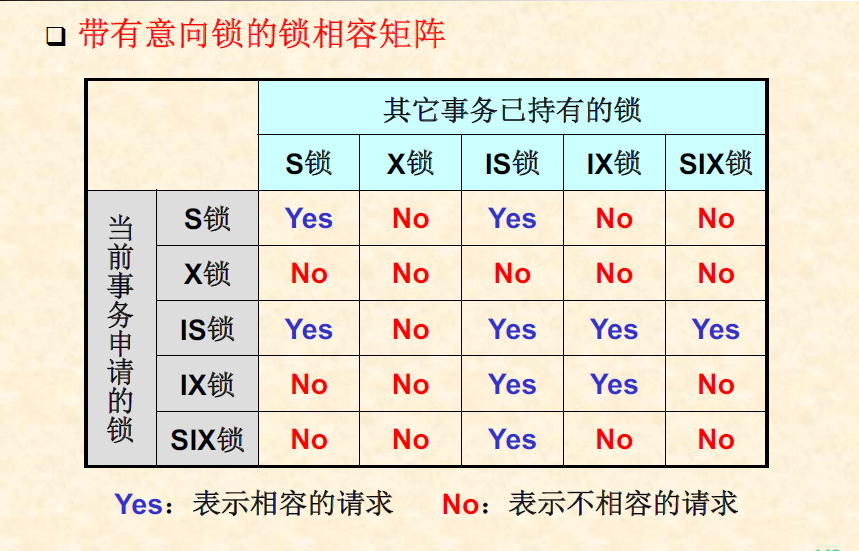 ❑ 带有意向锁的锁相容矩阵
其它事务已持有的锁
S锁 X锁 IS锁 IX锁 SIX锁
当前事务申请的锁
S锁 Yes No Yes No No
X锁 No No No No No
IS锁 Yes No Yes Yes Yes
IX锁 No No Yes Yes No
SIX锁 No No Yes No No
Yes：表示相容的请求 No：表示不相容的请求